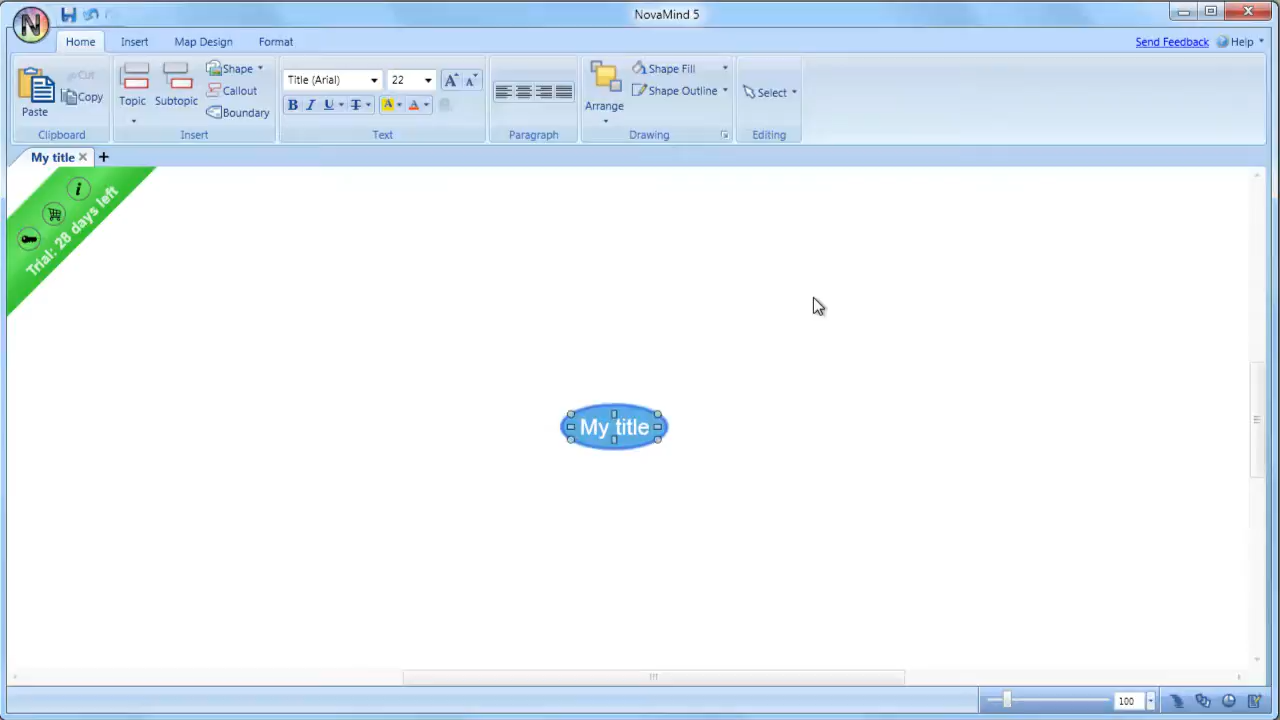 NovaMind 5
N
Home Insert Map Design Format Send Feedback Help
Paste Cut Copy Clipboard
Topic Subtopic Shape Callout Boundary Insert
Title (Arial) 22 A A
B I U T A A Text
Paragraph
Arrange Shape Fill Shape Outline Drawing
Select Editing
My title
i
Trial: 28 days left
My title
100